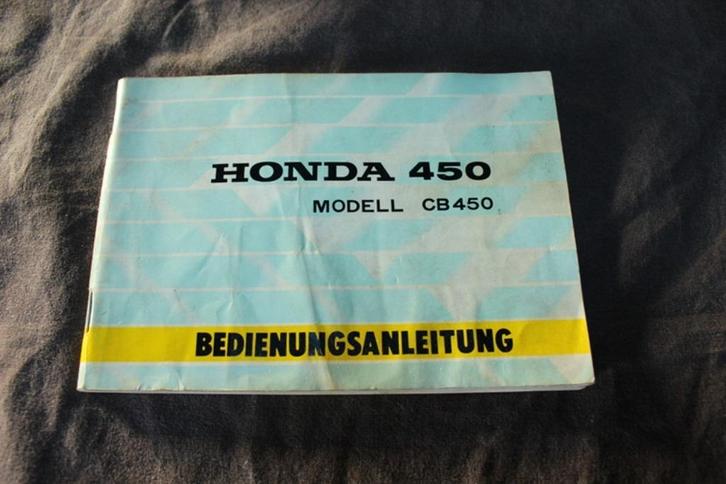 HONDA 450
MODELL CB450
BEDIENUNGSANLEITUNG